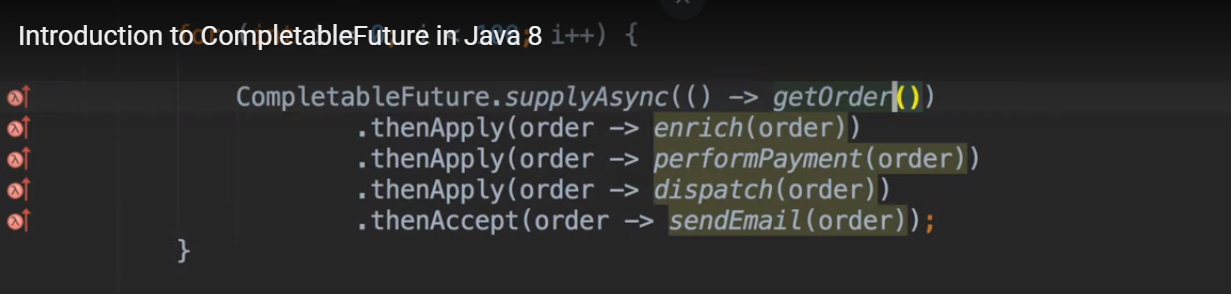 Introduction to CompletableFuture in Java 8
for (int i = 0; i < 100; i++) {
CompletableFuture.supplyAsync(() -> getOrder())
.thenApply(order -> enrich(order))
.thenApply(order -> performPayment(order))
.thenApply(order -> dispatch(order))
.thenAccept(order -> sendEmail(order));
}